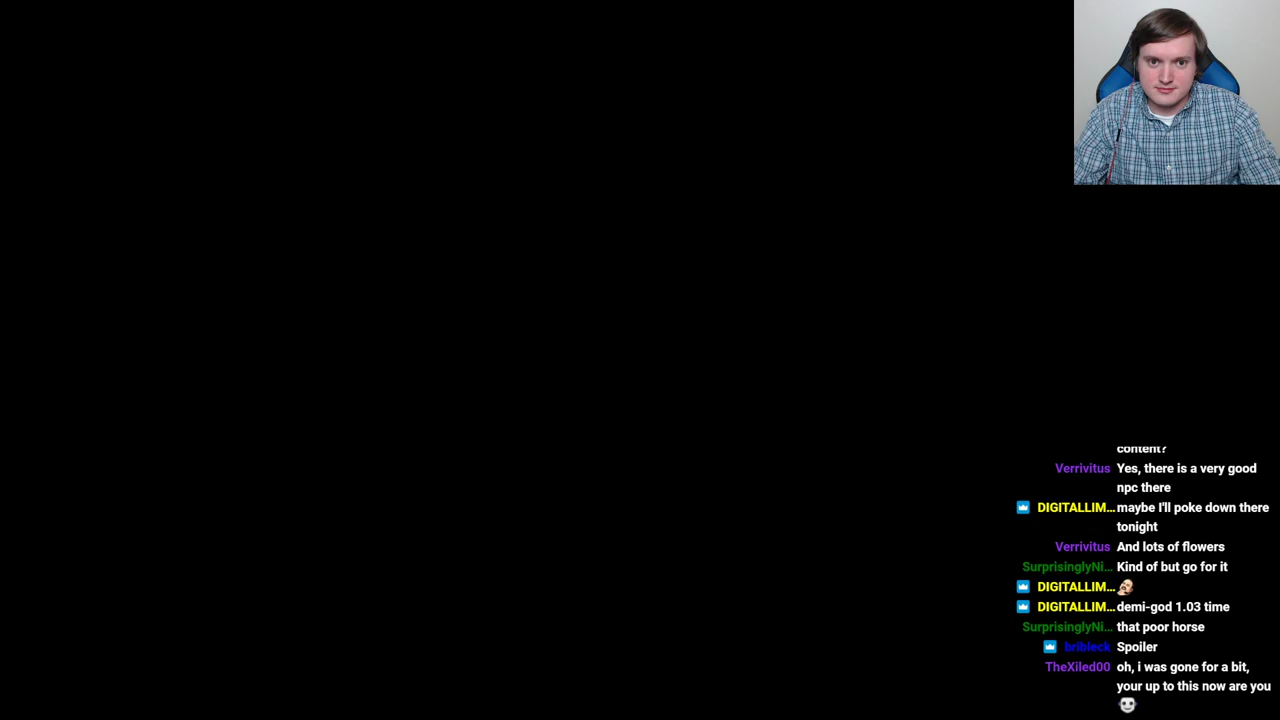 content?
Verrivitus Yes, there is a very good
npc there
DIGITALLIM... maybe I'll poke down there
tonight
Verrivitus And lots of flowers
SurprisinglyNi... Kind of but go for it
DIGITALLIM...
DIGITALLIM... demi-god 1.03 time
SurprisinglyNi... that poor horse
bribleck Spoiler
TheXiled00 oh, i was gone for a bit,
your up to this now are you